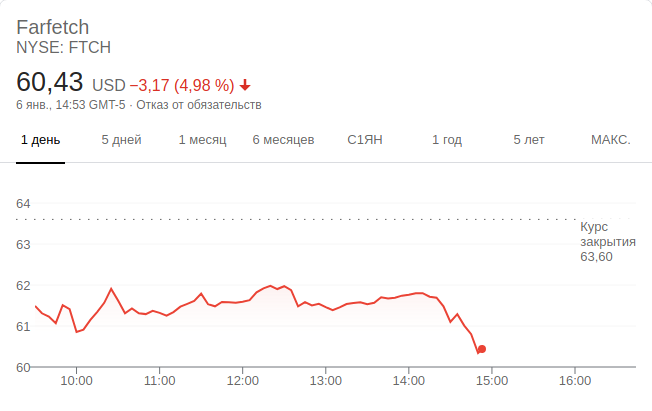 Farfetch
NYSE: FTCH
60,43 USD −3,17 (4,98 %)
6 янв., 14:53 GMT-5 · Отказ от обязательств
1 день 5 дней 1 месяц 6 месяцев С1ЯН 1 год 5 лет МАКС.
64
Курс
закрытия
63,60
63
62
61
60
10:00 11:00 12:00 13:00 14:00 15:00 16:00